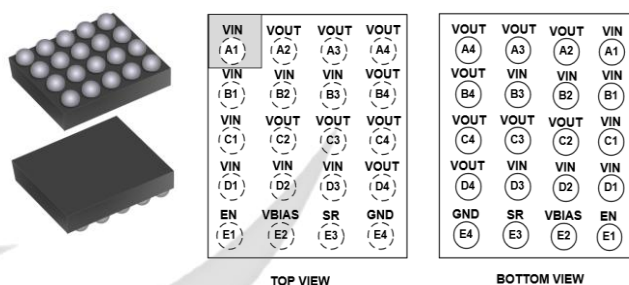 VIN VOUT VOUT VOUT
A1 A2 A3 A4
VIN VIN VIN VOUT
B1 B2 B3 B4
VIN VOUT VOUT VOUT
C1 C2 C3 C4
VIN VIN VIN VOUT
D1 D2 D3 D4
EN VBIAS SR GND
E1 E2 E3 E4
TOP VIEW
VOUT VOUT VOUT VIN
A4 A3 A2 A1
VOUT VIN VIN VIN
B4 B3 B2 B1
VOUT VOUT VOUT VIN
C4 C3 C2 C1
VOUT VIN VIN VIN
D4 D3 D2 D1
GND SR VBIAS EN
E4 E3 E2 E1
BOTTOM VIEW